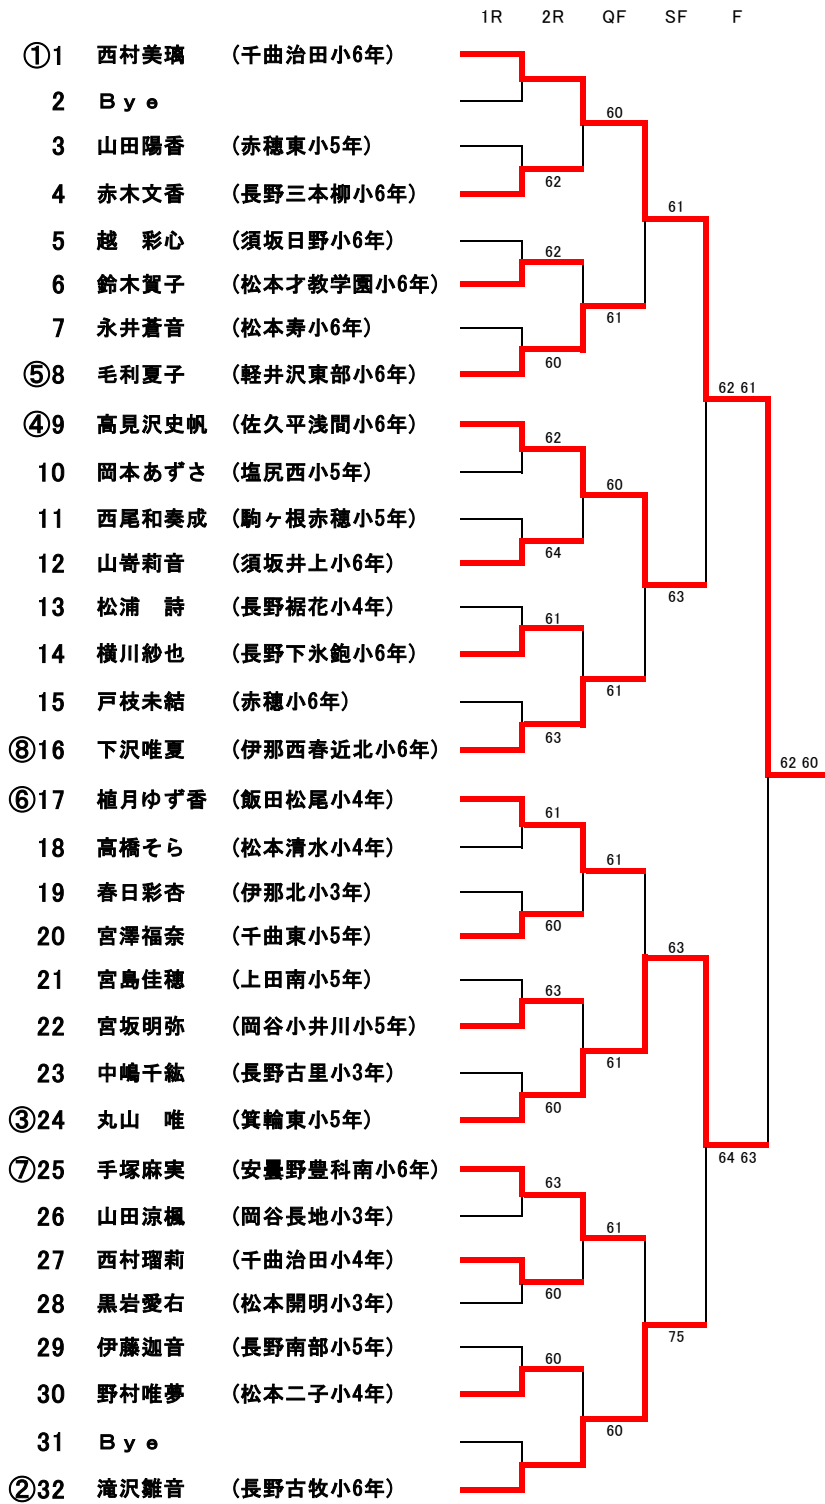 1R 2R QF SF F
①1 西村美璃 (千曲治田小6年)
2 Ｂｙｅ
60
3 山田陽香 (赤穂東小5年)
62
4 赤木文香 (長野三本柳小6年)
61
5 越　彩心 (須坂日野小6年)
62
6 鈴木賀子 (松本才教学園小6年)
61
7 永井蒼音 (松本寿小6年)
60
⑤8 毛利夏子 (軽井沢東部小6年)
62 61
④9 高見沢史帆 (佐久平浅間小6年)
62
10 岡本あずさ (塩尻西小5年)
60
11 西尾和奏成 (駒ヶ根赤穂小5年)
64
12 山嵜莉音 (須坂井上小6年)
63
13 松浦　詩 (長野裾花小4年)
61
14 横川紗也 (長野下氷鉋小6年)
61
15 戸枝未結 (赤穂小6年)
63
⑧16 下沢唯夏 (伊那西春近北小6年)
62 60
⑥17 植月ゆず香 (飯田松尾小4年)
61
18 高橋そら (松本清水小4年)
61
19 春日彩杏 (伊那北小3年)
60
20 宮澤福奈 (千曲東小5年)
63
21 宮島佳穂 (上田南小5年)
63
22 宮坂明弥 (岡谷小井川小5年)
61
23 中嶋千紘 (長野古里小3年)
60
③24 丸山　唯 (箕輪東小5年)
64 63
⑦25 手塚麻実 (安曇野豊科南小6年)
63
26 山田涼楓 (岡谷長地小3年)
61
27 西村瑠莉 (千曲治田小4年)
60
28 黒岩愛右 (松本開明小3年)
75
29 伊藤迦音 (長野南部小5年)
60
30 野村唯夢 (松本二子小4年)
60
31 Ｂｙｅ
②32 滝沢雛音 (長野古牧小6年)